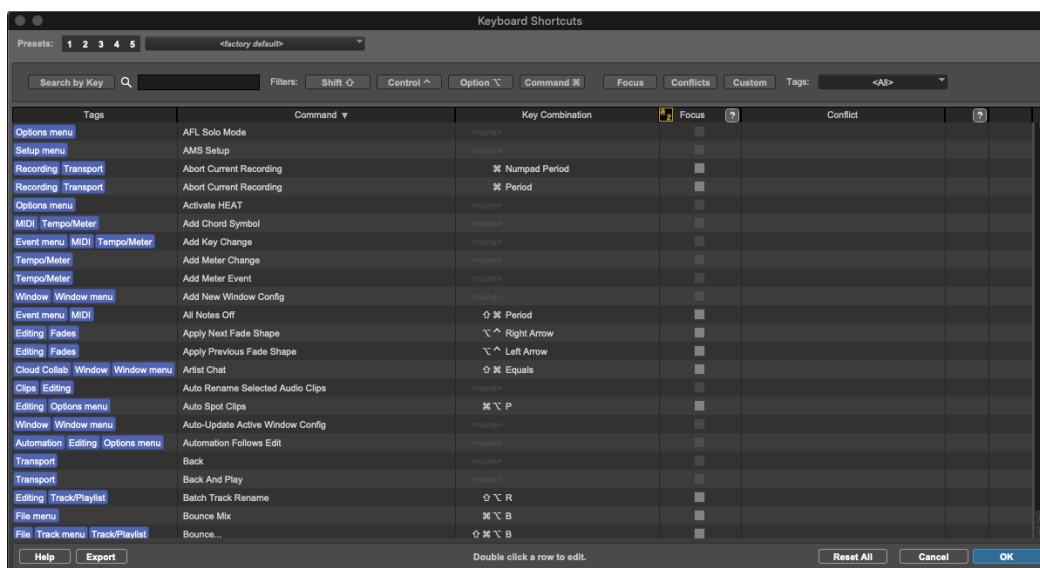 Keyboard Shortcuts
Presets: 1 2 3 4 5 <factory default>
Search by Key Filters: Shift ⇧ Control ^ Option ⌥ Command ⌘ Focus Conflicts Custom Tags: <All>
Tags Command ▼ Key Combination a z Focus ? Conflict ?
Options menu AFL Solo Mode <none>
Setup menu AMS Setup <none>
Recording Transport Abort Current Recording ⌘ Numpad Period
Recording Transport Abort Current Recording ⌘ Period
Options menu Activate HEAT <none>
MIDI Tempo/Meter Add Chord Symbol <none>
Event menu MIDI Tempo/Meter Add Key Change <none>
Tempo/Meter Add Meter Change <none>
Tempo/Meter Add Meter Event <none>
Window Window menu Add New Window Config <none>
Event menu MIDI All Notes Off ⇧ ⌘ Period
Editing Fades Apply Next Fade Shape ⌥ ^ Right Arrow
Editing Fades Apply Previous Fade Shape ⌥ ^ Left Arrow
Cloud Collab Window Window menu Artist Chat ⇧ ⌘ Equals
Clips Editing Auto Rename Selected Audio Clips <none>
Editing Options menu Auto Spot Clips ⌘ ⌥ P
Window Window menu Auto-Update Active Window Config <none>
Automation Editing Options menu Automation Follows Edit <none>
Transport Back <none>
Transport Back And Play <none>
Editing Track/Playlist Batch Track Rename ⇧ ⌥ R
File menu Bounce Mix ⌘ ⌥ B
File Track menu Track/Playlist Bounce... ⇧ ⌘ ⌥ B
Help Export Double click a row to edit. Reset All Cancel OK